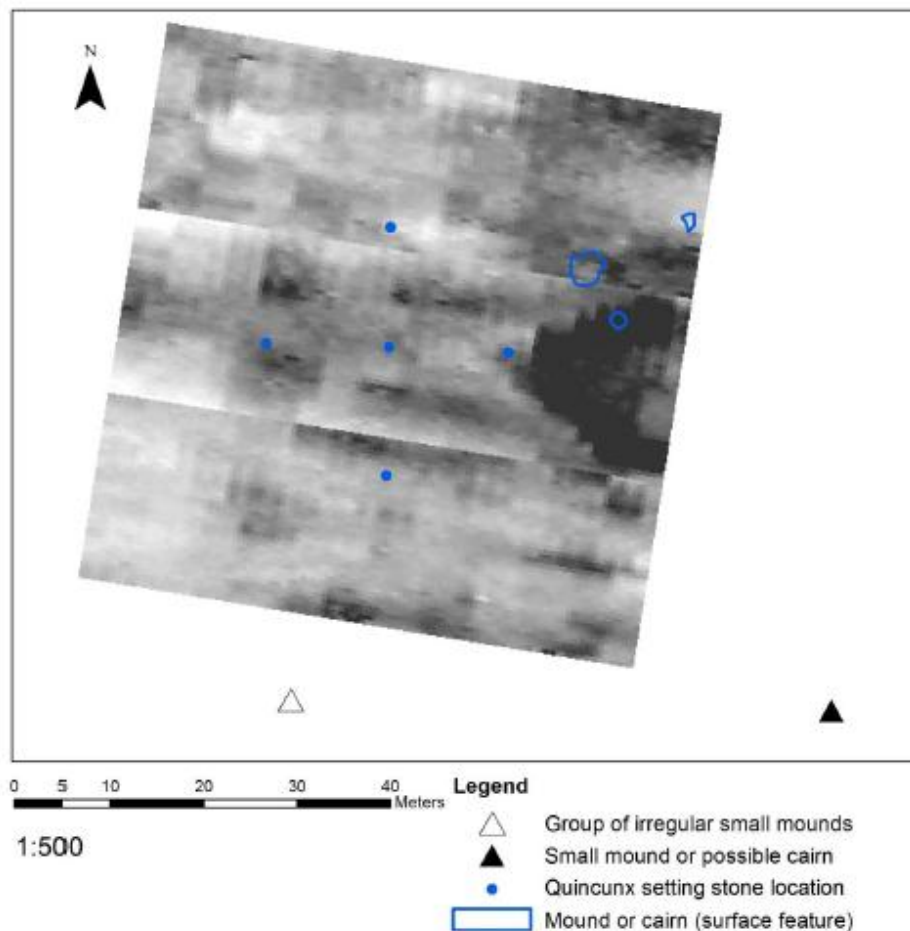 N
0 5 10 20 30 40
Meters
1:500
Legend
Group of irregular small mounds
Small mound or possible cairn
Quincunx setting stone location
Mound or cairn (surface feature)